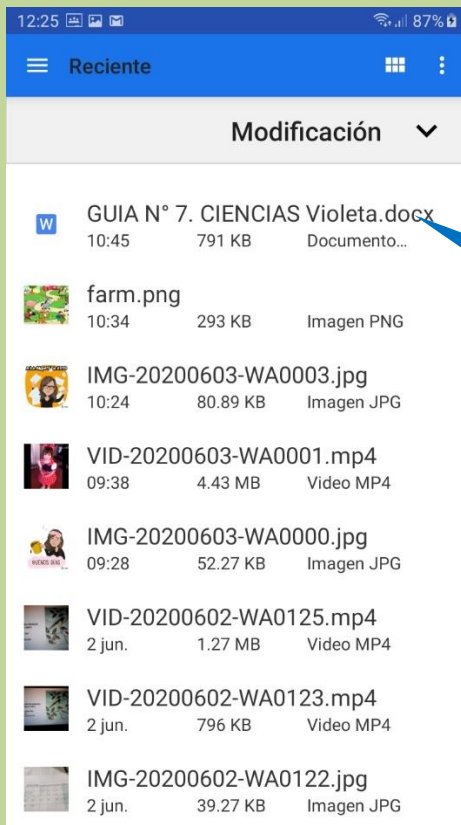 12:25 87%
Reciente
Modificación
W
GUIA N° 7. CIENCIAS Violeta.docx
10:45 791 KB Documento...
farm.png
10:34 293 KB Imagen PNG
IMG-20200603-WA0003.jpg
10:24 80.89 KB Imagen JPG
VID-20200603-WA0001.mp4
09:38 4.43 MB Video MP4
IMG-20200603-WA0000.jpg
09:28 52.27 KB Imagen JPG
VID-20200602-WA0125.mp4
2 jun. 1.27 MB Video MP4
VID-20200602-WA0123.mp4
2 jun. 796 KB Video MP4
IMG-20200602-WA0122.jpg
2 jun. 39.27 KB Imagen JPG